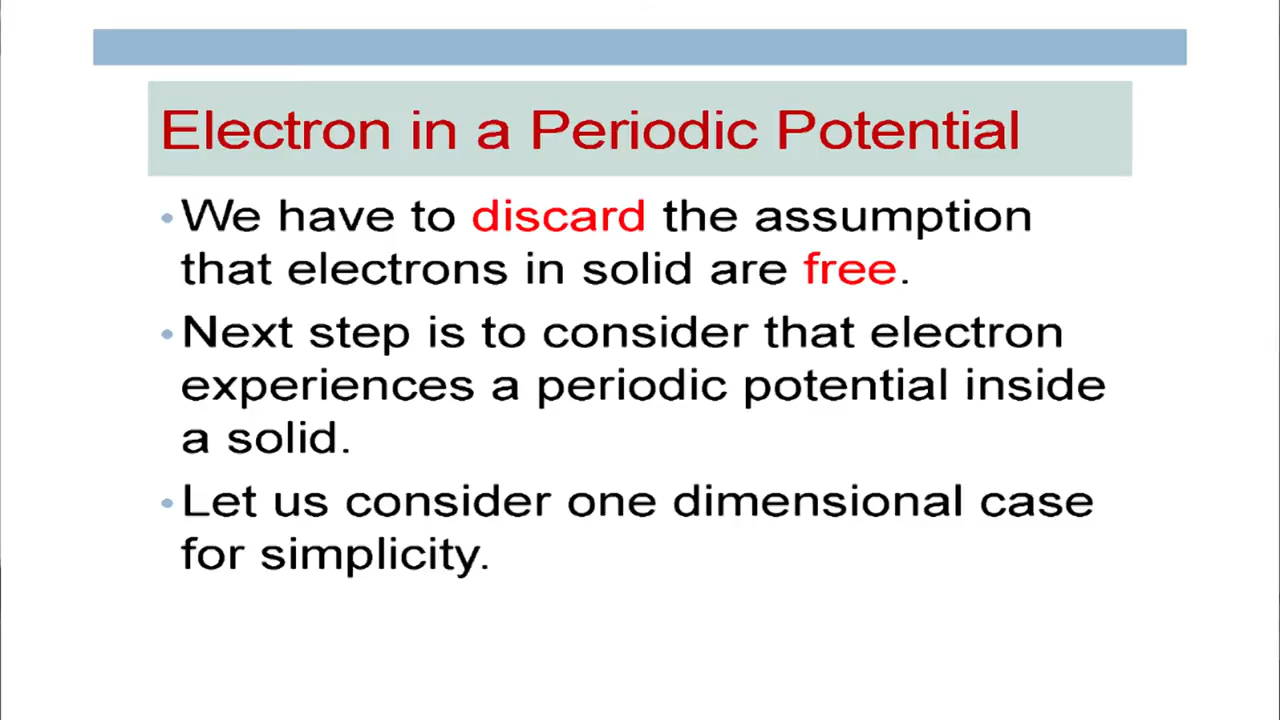 Electron in a Periodic Potential
•We have to discard the assumption
that electrons in solid are free.
•Next step is to consider that electron
experiences a periodic potential inside
a solid.
•Let us consider one dimensional case
for simplicity.